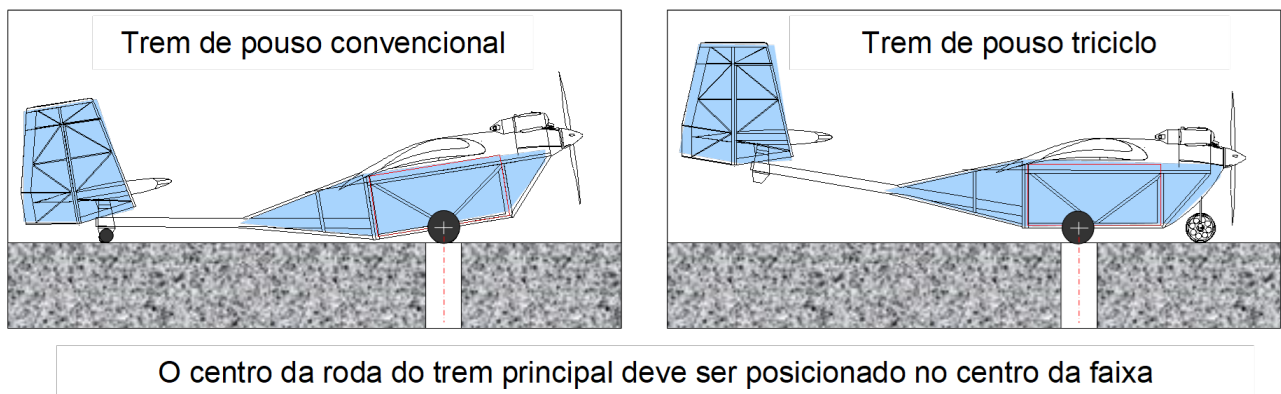 Trem de pouso convencional
Trem de pouso triciclo
O centro da roda do trem principal deve ser posicionado no centro da faixa